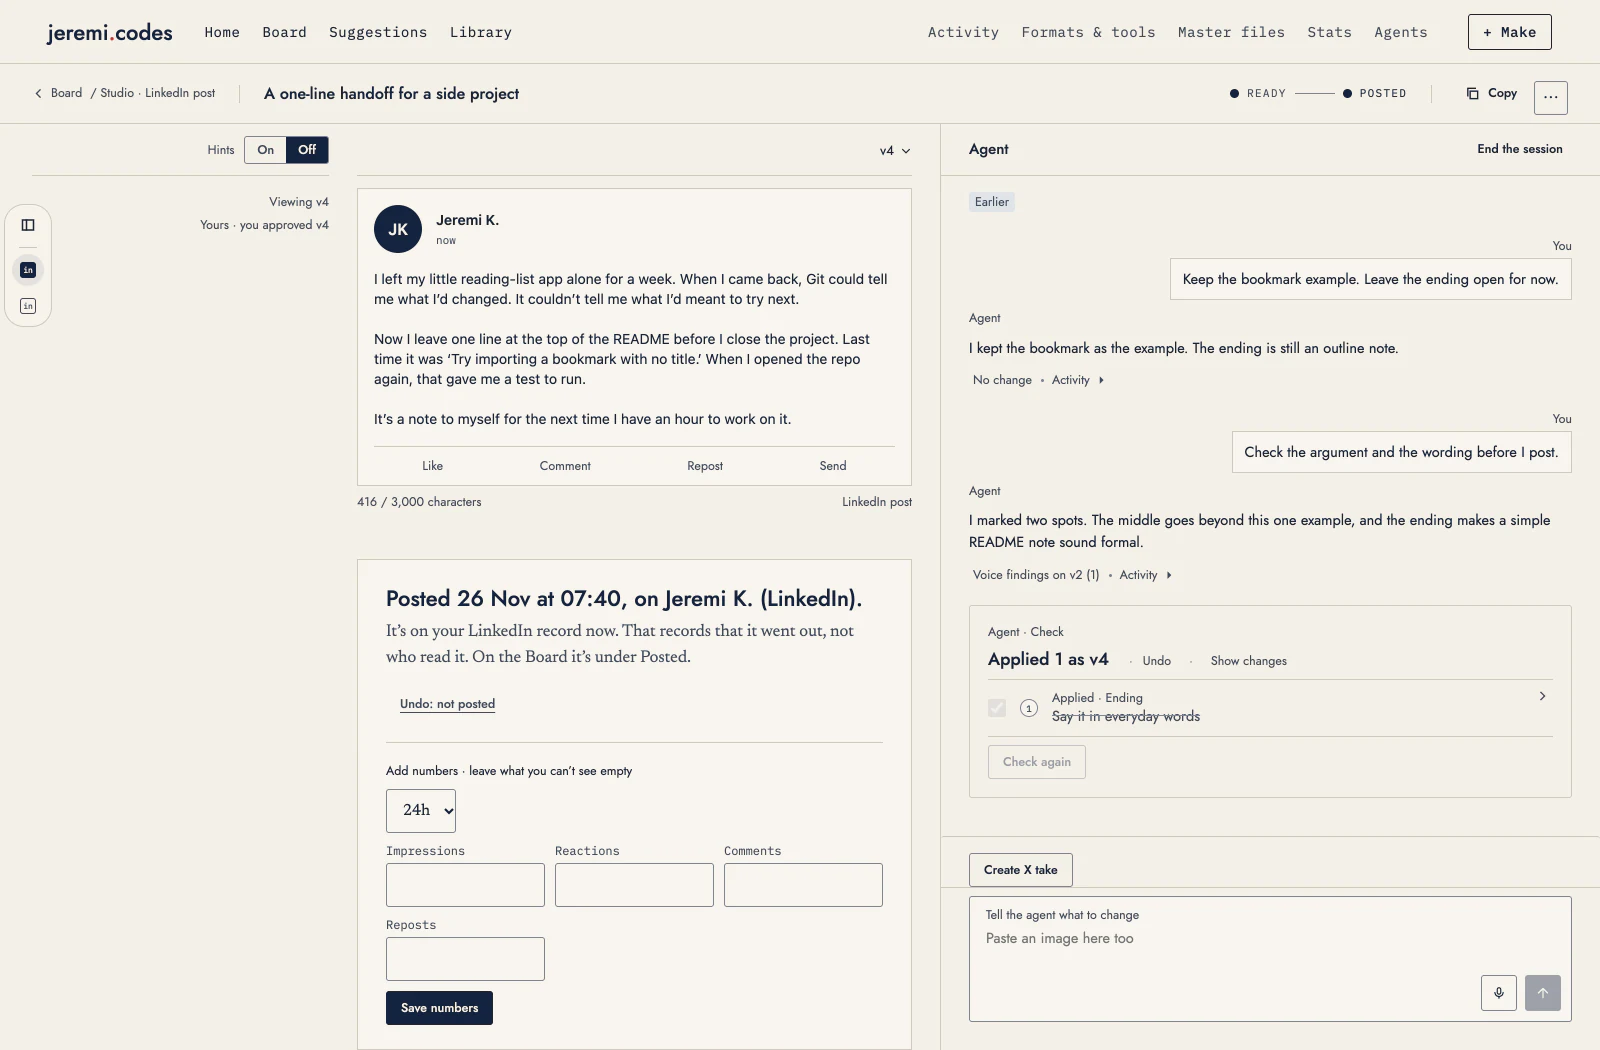 jeremi.codes
Home
Board
Suggestions
Library
Activity
Formats & tools
Master files
Stats
Agents
+ Make
Board / Studio · LinkedIn post
A one-line handoff for a side project
READY
POSTED
Copy
...
Hints
On
Off
v4
Viewing v4
Yours · you approved v4
in
in
JK
Jeremi K.
now
I left my little reading-list app alone for a week. When I came back, Git could tell
me what I’d changed. It couldn’t tell me what I’d meant to try next.
Now I leave one line at the top of the README before I close the project. Last
time it was ‘Try importing a bookmark with no title.’ When I opened the repo
again, that gave me a test to run.
It’s a note to myself for the next time I have an hour to work on it.
Like
Comment
Repost
Send
416 / 3,000 characters
LinkedIn post
Posted 26 Nov at 07:40, on Jeremi K. (LinkedIn).
It’s on your LinkedIn record now. That records that it went out, not
who read it. On the Board it’s under Posted.
Undo: not posted
Add numbers · leave what you can’t see empty
24h
Impressions
Reactions
Comments
Reposts
Save numbers
Agent
End the session
Earlier
You
Keep the bookmark example. Leave the ending open for now.
Agent
I kept the bookmark as the example. The ending is still an outline note.
No change • Activity
You
Check the argument and the wording before I post.
Agent
I marked two spots. The middle goes beyond this one example, and the ending makes a simple
README note sound formal.
Voice findings on v2 (1) • Activity
Agent · Check
Applied 1 as v4 · Undo · Show changes
1
Applied · Ending
Say it in everyday words
Check again
Create X take
Tell the agent what to change
Paste an image here too